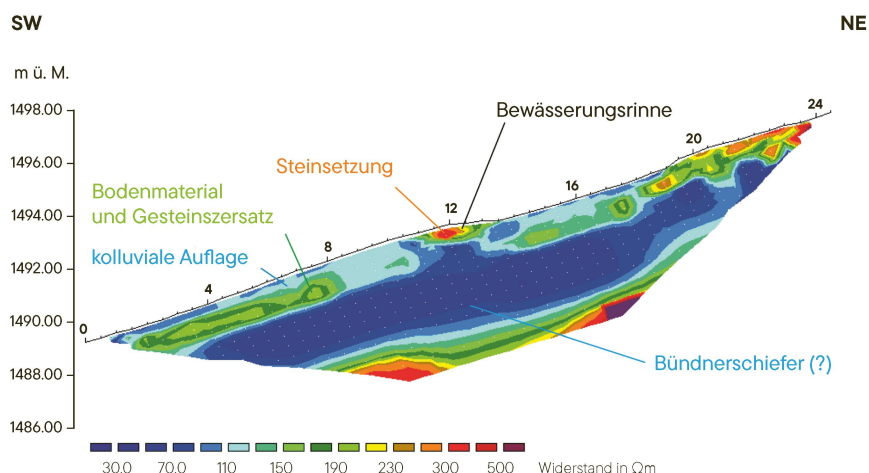 SW
NE
m ü. M.
1498.00
1496.00
1494.00
1492.00
1490.00
1488.00
1486.00
0
4
8
12
16
20
24
Bewässerungsrinne
Steinsetzung
Bodenmaterial
und Gesteinszersatz
kolluviale Auflage
Bündnerschiefer (?)
30.0 70.0 110 150 190 230 300 500 Widerstand in Ωm